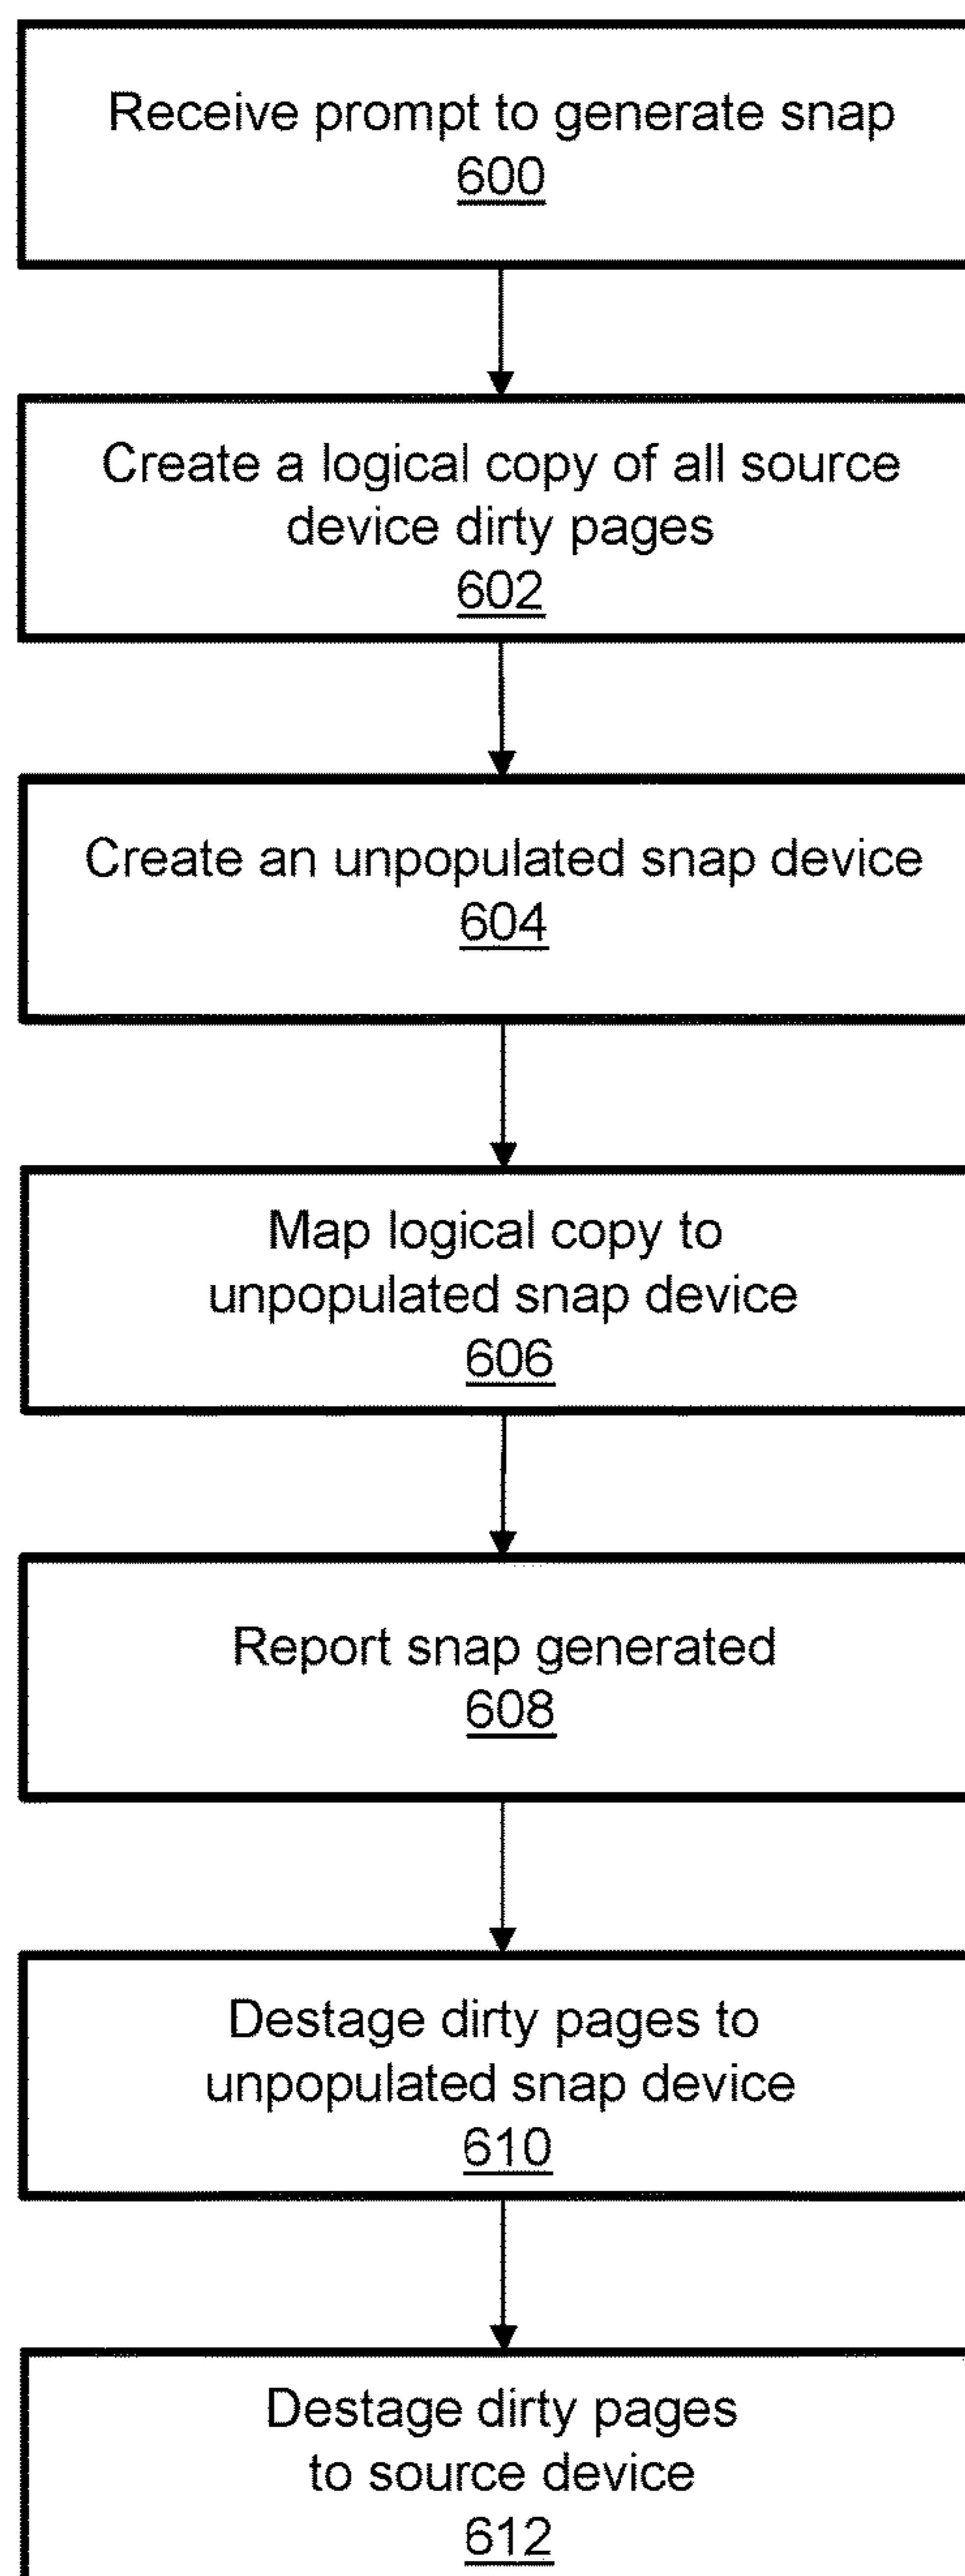 Receive prompt to generate snap
600
Create a logical copy of all source
device dirty pages
602
Create an unpopulated snap device
604
Map logical copy to
unpopulated snap device
606
Report snap generated
608
Destage dirty pages to
unpopulated snap device
610
Destage dirty pages
to source device
612